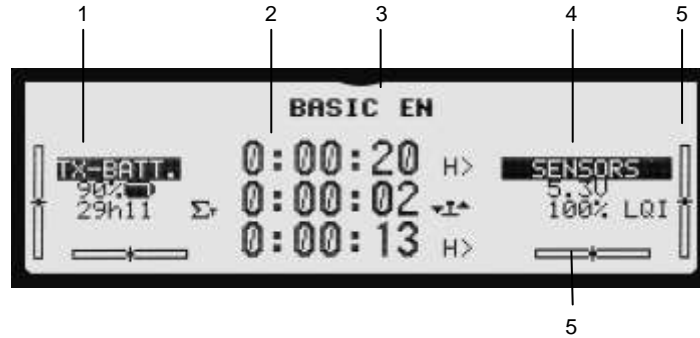 1 2 3 4 5
BASIC EN
TX-BATT. 0:00:20 H> SENSORS
90% 5.3V
29h11 Σ 0:00:02 100% LQI
0:00:13 H>
5